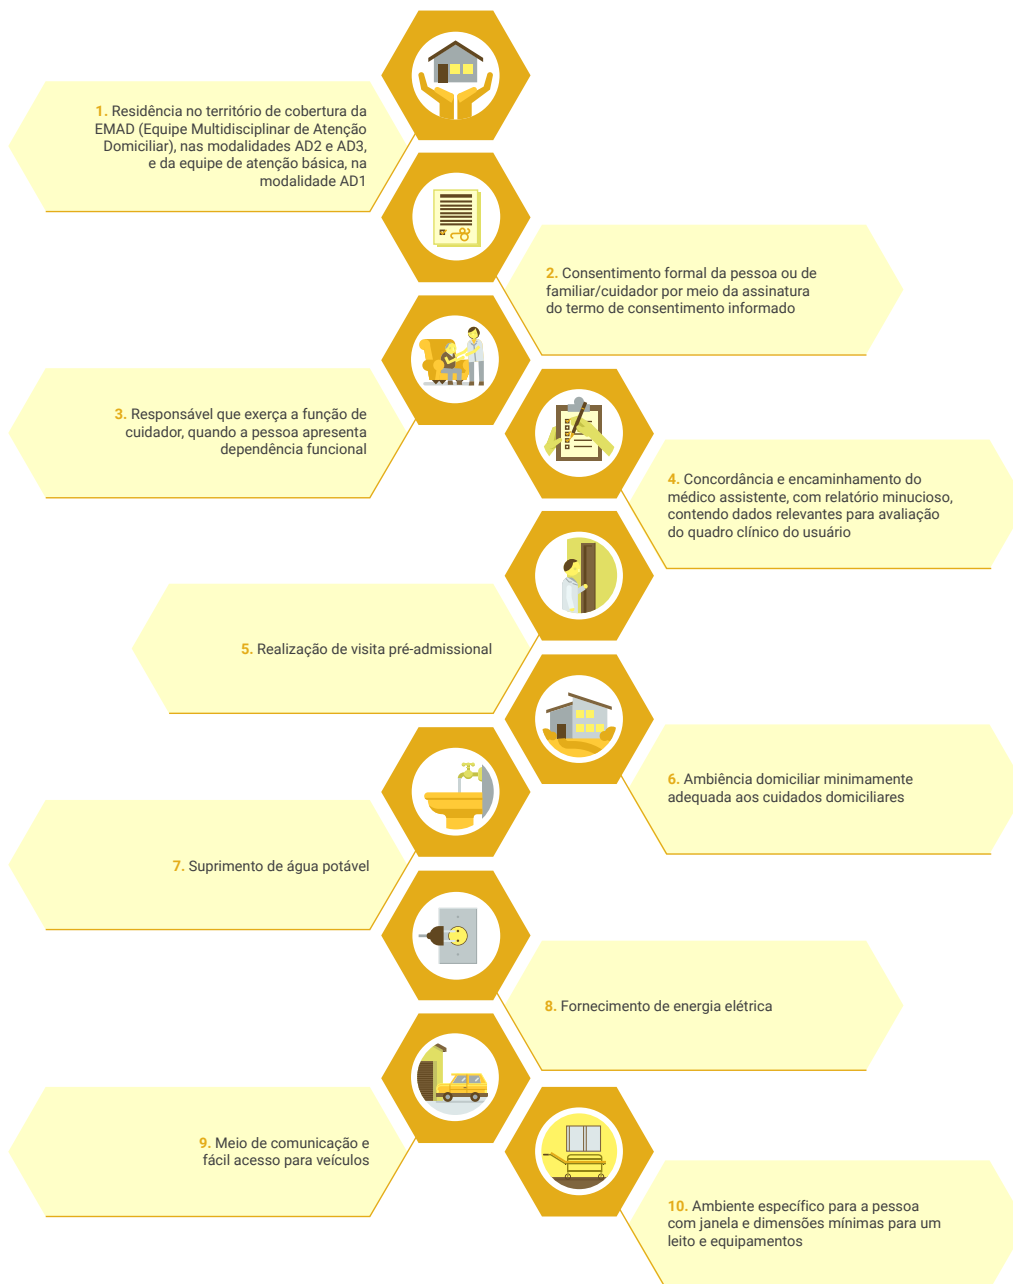 1. Residência no território de cobertura da
EMAD (Equipe Multidisciplinar de Atenção
Domiciliar), nas modalidades AD2 e AD3,
e da equipe de atenção básica, na
modalidade AD1
2. Consentimento formal da pessoa ou de
familiar/cuidador por meio da assinatura
do termo de consentimento informado
3. Responsável que exerça a função de
cuidador, quando a pessoa apresenta
dependência funcional
4. Concordância e encaminhamento do
médico assistente, com relatório minucioso,
contendo dados relevantes para avaliação
do quadro clínico do usuário
5. Realização de visita pré-admissional
6. Ambiência domiciliar minimamente
adequada aos cuidados domiciliares
7. Suprimento de água potável
8. Fornecimento de energia elétrica
9. Meio de comunicação e
fácil acesso para veículos
10. Ambiente específico para a pessoa
com janela e dimensões mínimas para um
leito e equipamentos